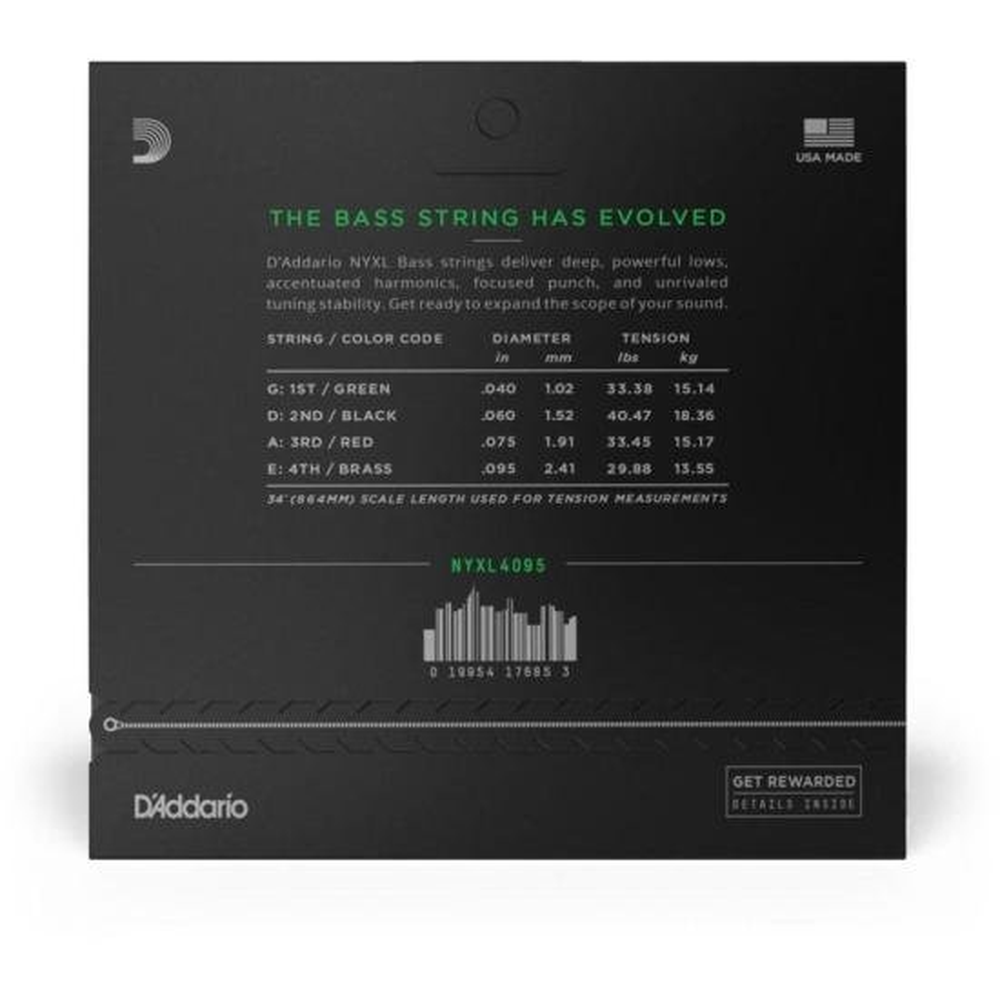 USA MADE
THE BASS STRING HAS EVOLVED
D'Addario NYXL Bass strings deliver deep, powerful lows,
accentuated harmonics, focused punch, and unrivaled
tuning stability. Get ready to expand the scope of your sound.
STRING / COLOR CODE DIAMETER TENSION
in mm lbs kg
G: 1ST / GREEN .040 1.02 33.38 15.14
D: 2ND / BLACK .060 1.52 40.47 18.36
A: 3RD / RED .075 1.91 33.45 15.17
E: 4TH / BRASS .095 2.41 29.88 13.55
34" (864MM) SCALE LENGTH USED FOR TENSION MEASUREMENTS
NYXL4095
0 19954 17685 3
D'Addario
GET REWARDED
DETAILS INSIDE